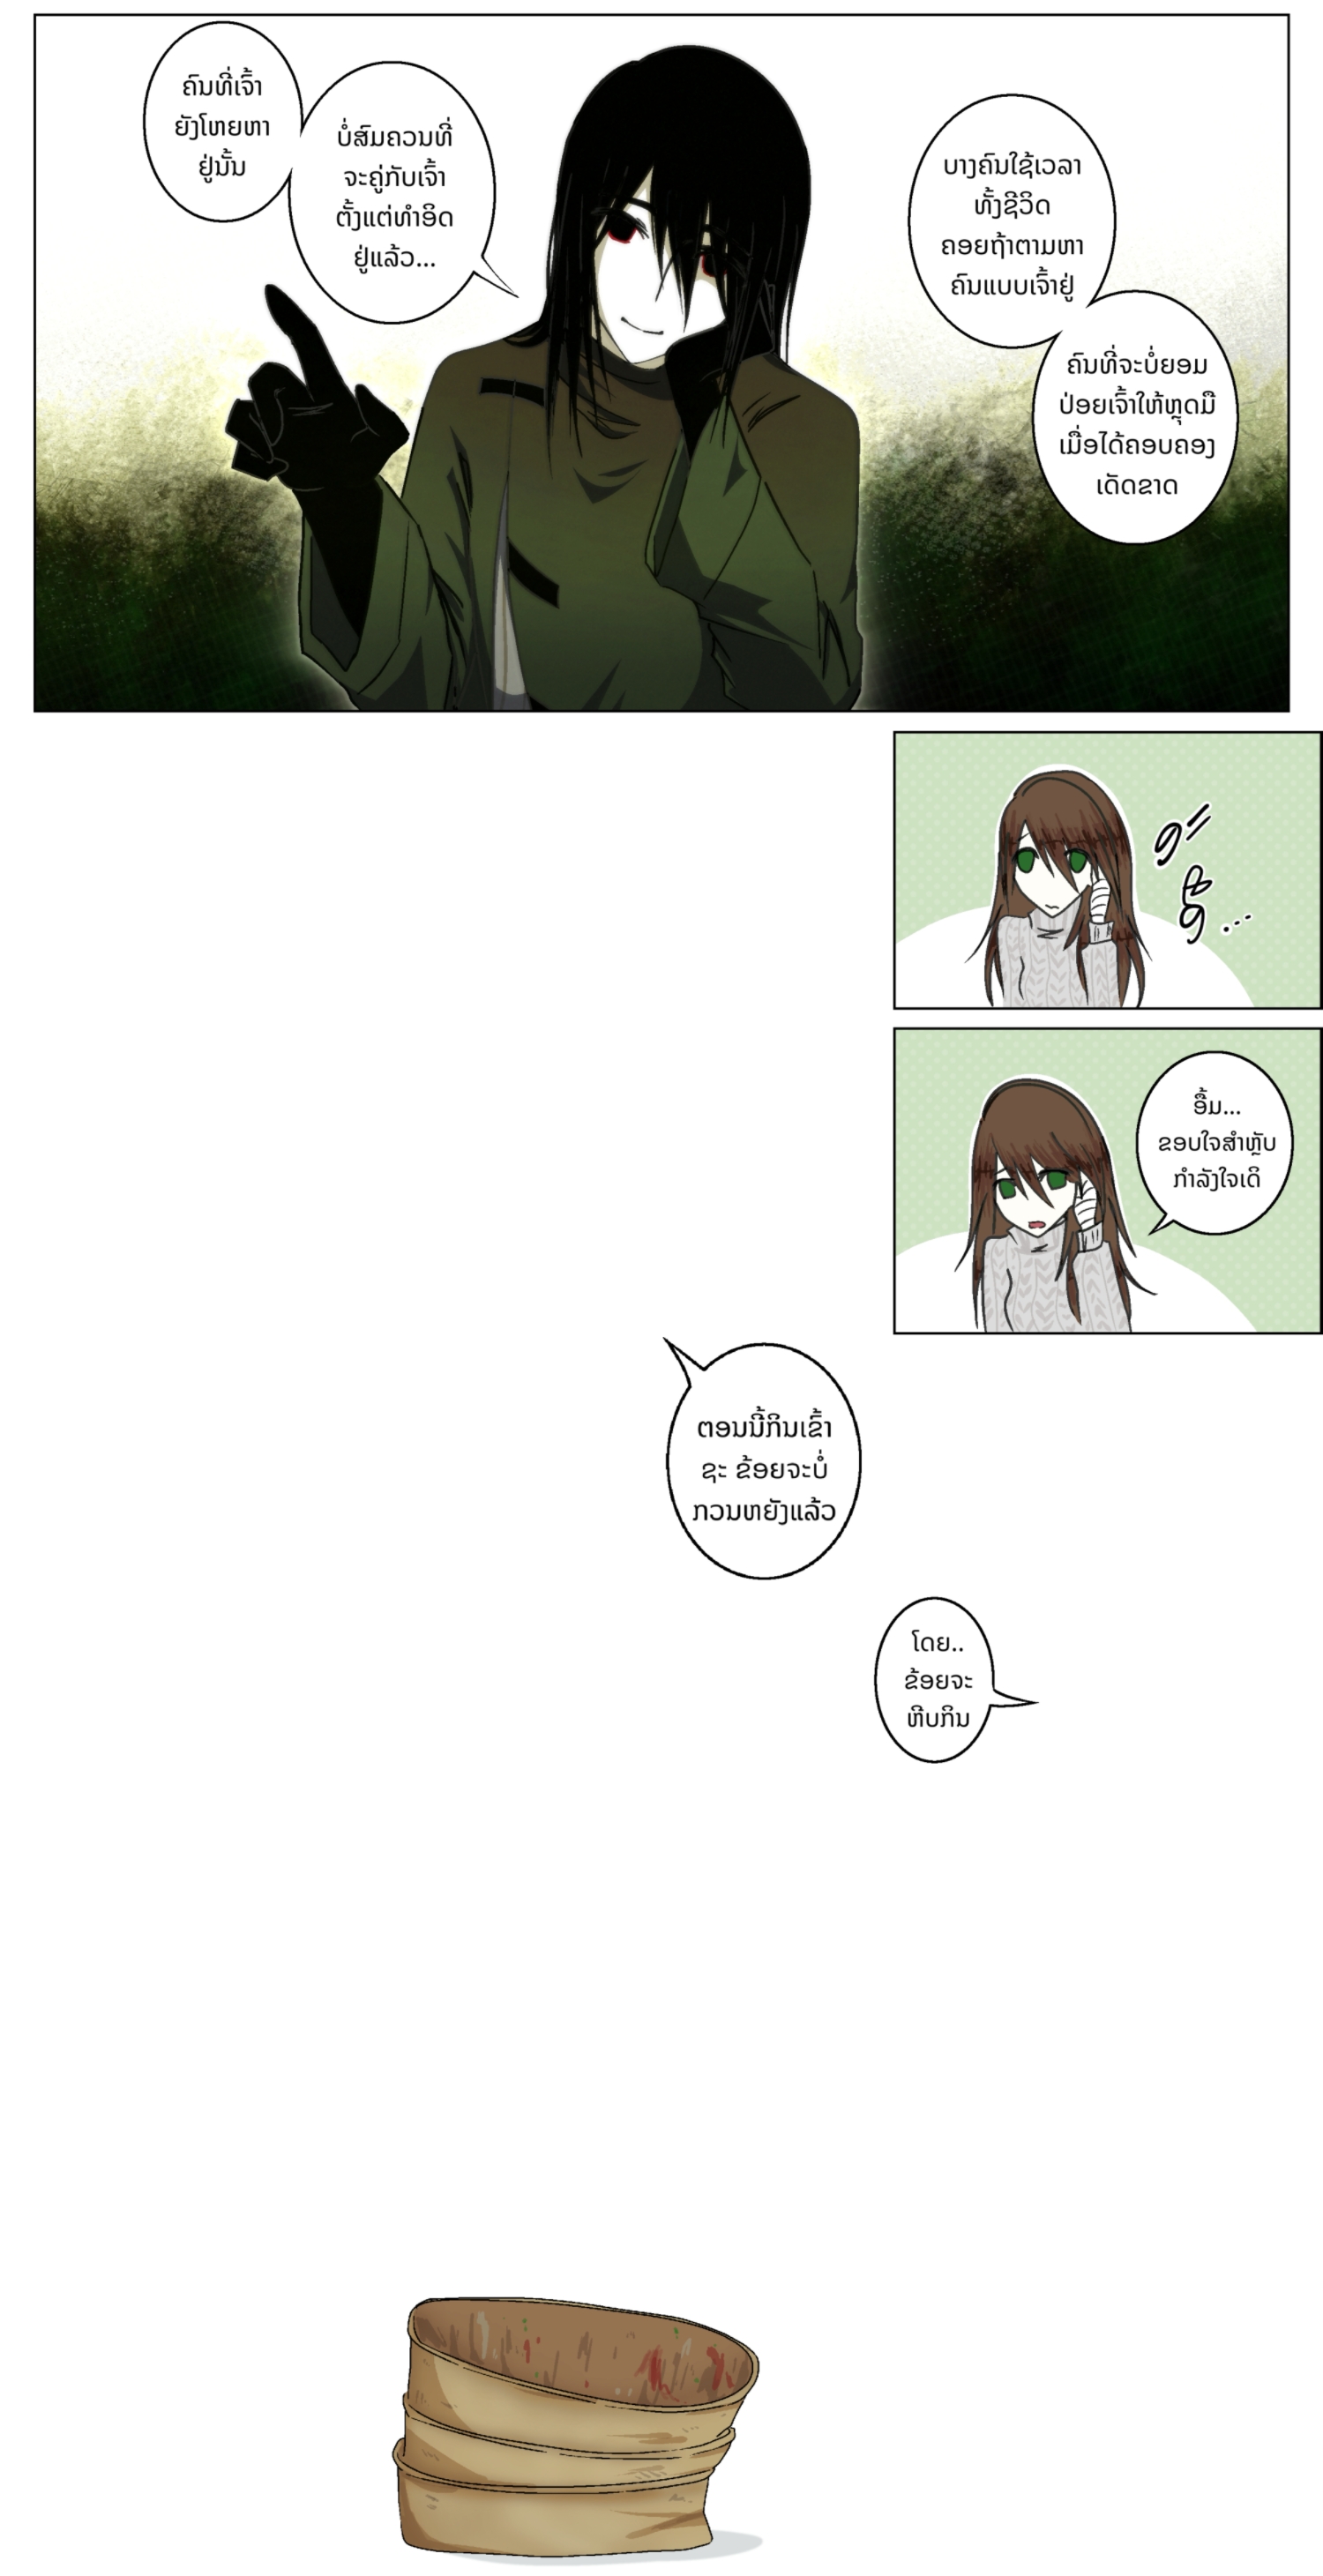 ຄົນທີ່ເຈົ້າ
ຍັງໂຫຍຫາ
ຢູ່ນັ້ນ
ບໍ່ສົມຄວນທີ່
ຈະຄູ່ກັບເຈົ້າ
ຕັ້ງແຕ່ທຳອິດ
ຢູ່ແລ້ວ...
ບາງຄົນໃຊ້ເວລາ
ທັ້ງຊີວິດ
ຄອຍຖ້າຕາມຫາ
ຄົນແບບເຈົ້າຢູ່
ຄົນທີ່ຈະບໍ່ຍອມ
ປ່ອຍເຈົ້າໃຫ້ຫຼຸດມື
ເມື່ອໄດ້ຄອບຄອງ
ເດັດຂາດ
ອື້ມ...
ຂອບໃຈສຳຫຼັບ
ກຳລັງໃຈເດິ
ຕອນນີ້ກິນເຂົ້າ
ຊະ ຂ້ອຍຈະບໍ່
ກວນຫຍັງແລ້ວ
ໂດຍ..
ຂ້ອຍຈະ
ຫີບກິນ